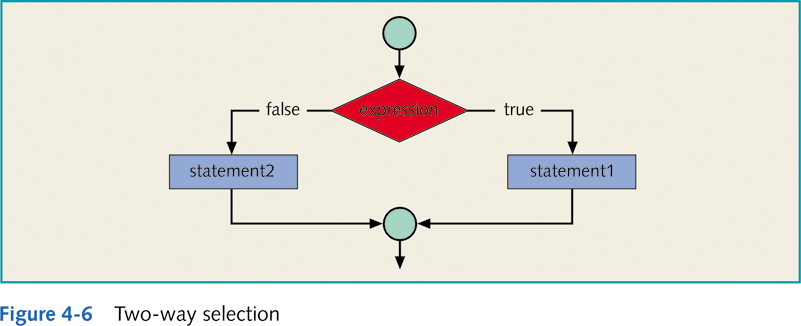 expression
false
true
statement2
statement1
Figure 4-6 Two-way selection